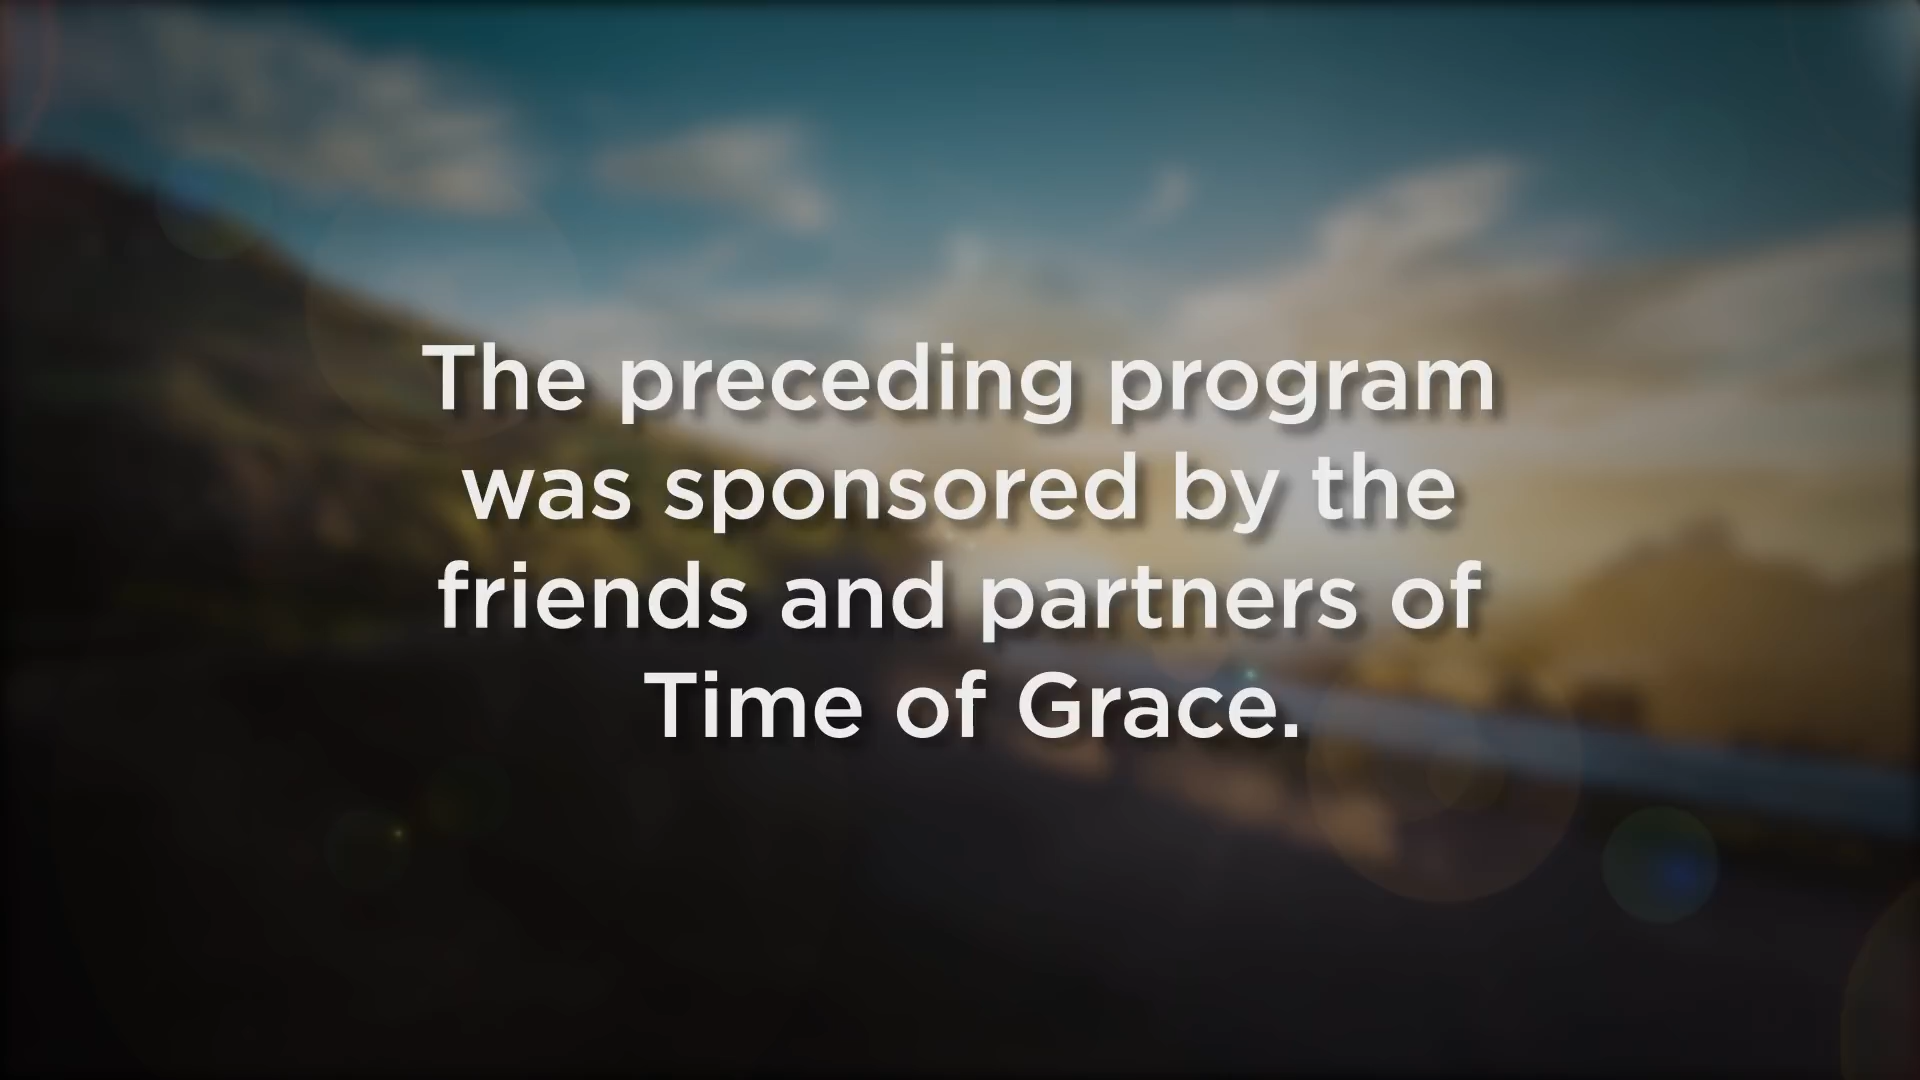 The preceding program
was sponsored by the
friends and partners of
Time of Grace.